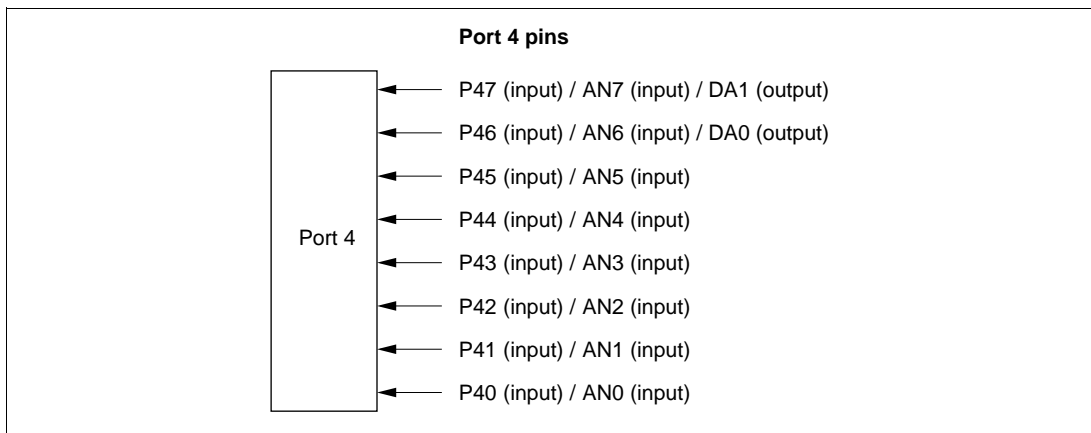 Port 4 pins
P47 (input) / AN7 (input) / DA1 (output)
P46 (input) / AN6 (input) / DA0 (output)
P45 (input) / AN5 (input)
P44 (input) / AN4 (input)
Port 4
P43 (input) / AN3 (input)
P42 (input) / AN2 (input)
P41 (input) / AN1 (input)
P40 (input) / AN0 (input)